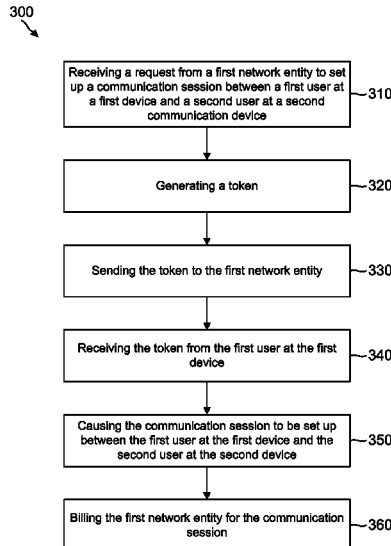 300
Receiving a request from a first network entity to set
up a communication session between a first user at
a first device and a second user at a second
communication device
310
Generating a token
320
Sending the token to the first network entity
330
Receiving the token from the first user at the first
device
340
Causing the communication session to be set up
between the first user at the first device and the
second user at the second device
350
Billing the first network entity for the communication
session
360